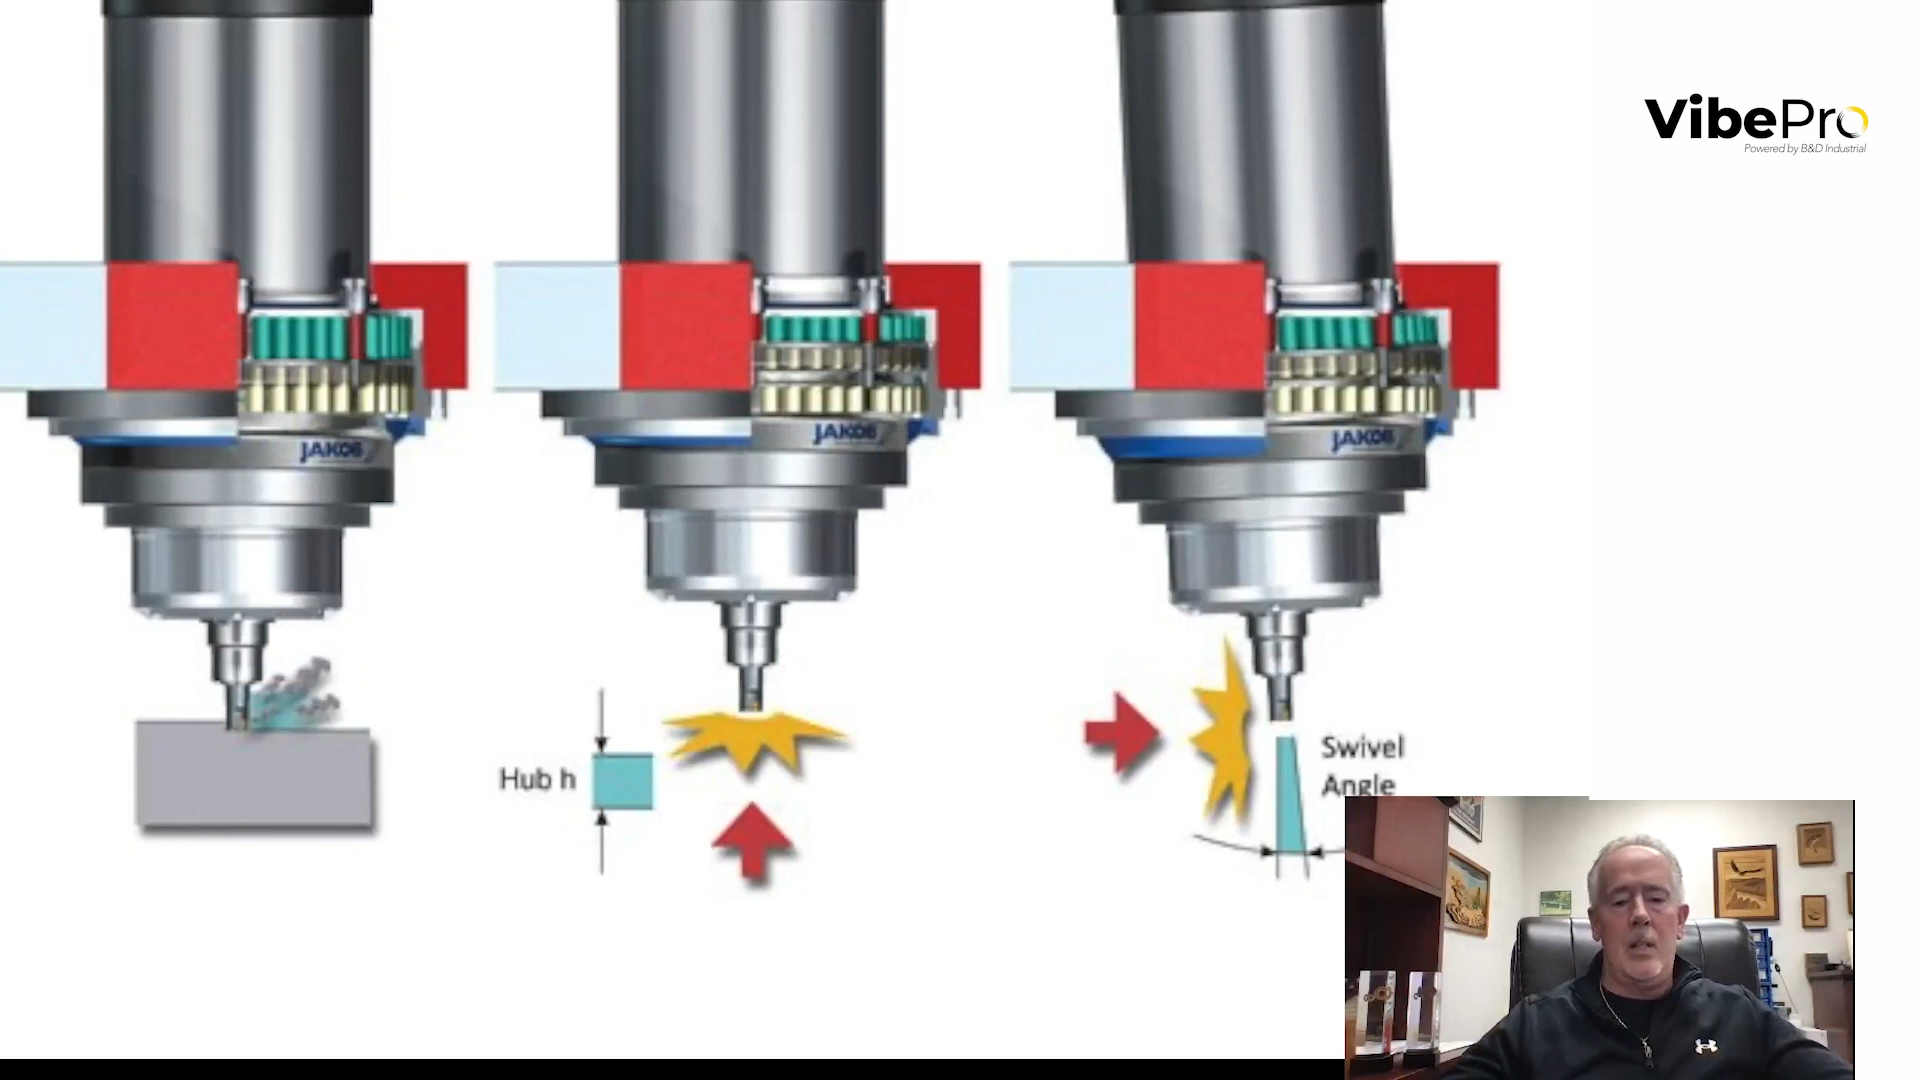 VibePro
Powered by B&D Industrial
JAKOB
JAKOB
JAKOB
Hub h
Swivel
Angle